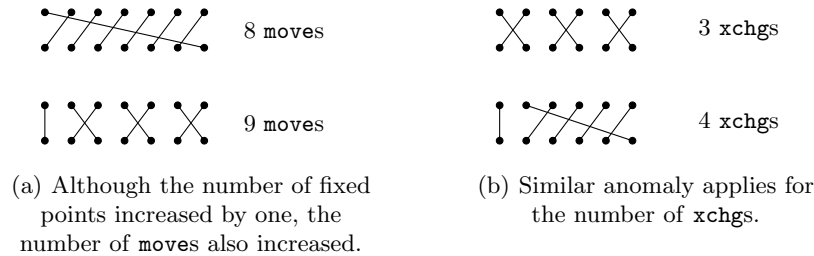 8 moves
3 xchgs
9 moves
4 xchgs
(a) Although the number of fixed
points increased by one, the
number of moves also increased.
(b) Similar anomaly applies for
the number of xchgs.